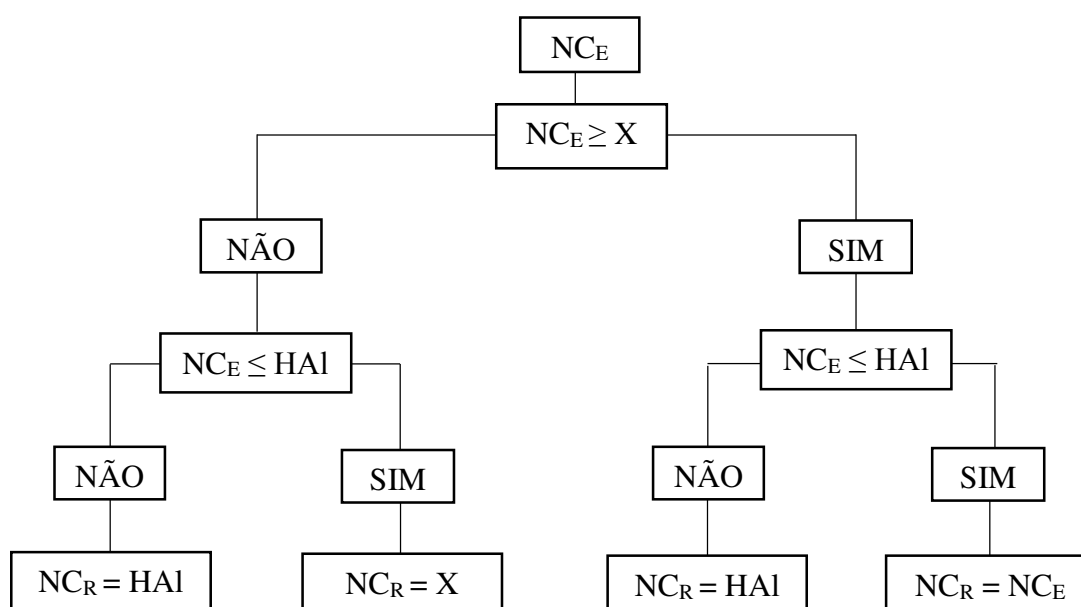 NCE
NCE ≥ X
NÃO
SIM
NCE ≤ HAl
NCE ≤ HAl
NÃO
SIM
NÃO
SIM
NCR = HAl
NCR = X
NCR = HAl
NCR = NCE